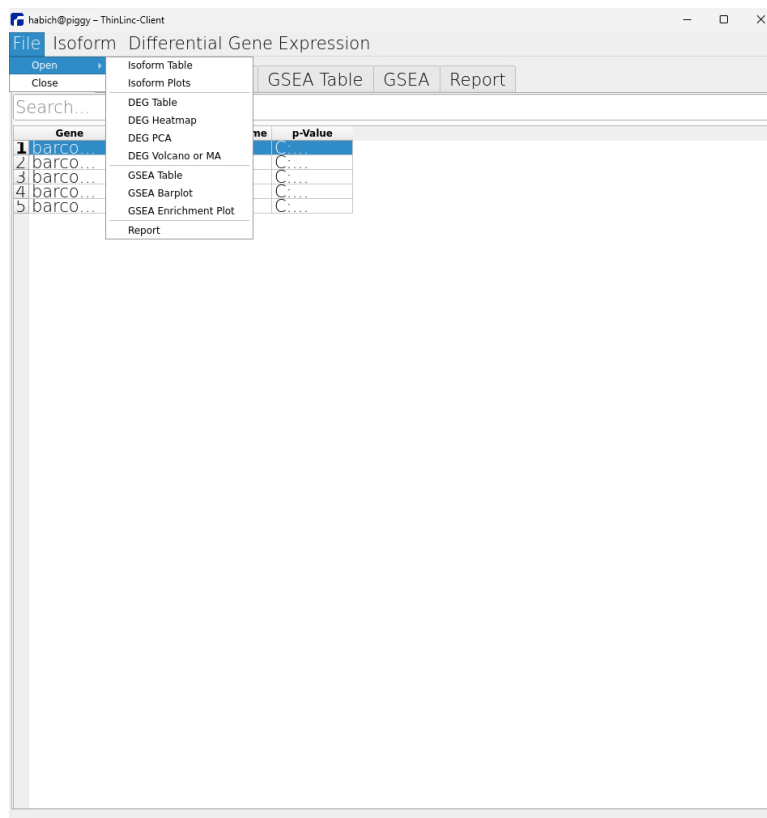 habich@piggy – ThinLinc-Client
File Isoform Differential Gene Expression
Open
Close
Isoform Table
Isoform Plots
DEG Table
DEG Heatmap
DEG PCA
DEG Volcano or MA
GSEA Table
GSEA Barplot
GSEA Enrichment Plot
Report
GSEA Table GSEA Report
Search...
Gene me p-Value
1 barco... C:...
2 barco... C:...
3 barco... C:...
4 barco... C:...
5 barco... C:...